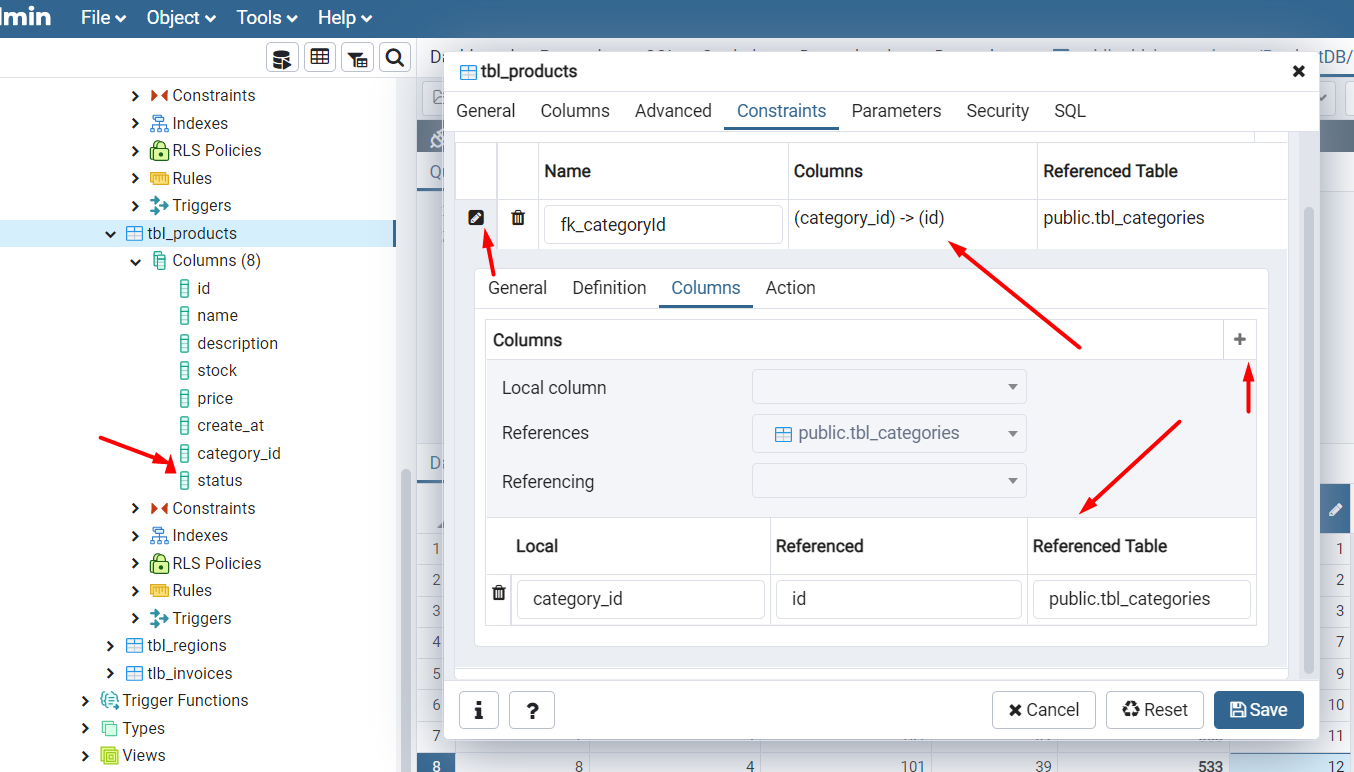 min File Object Tools Help
Constraints
Indexes
RLS Policies
Rules
Triggers
tbl_products
Columns (8)
id
name
description
stock
price
create_at
category_id
status
Constraints
Indexes
RLS Policies
Rules
Triggers
tbl_regions
tlb_invoices
Trigger Functions
Types
Views
tbl_products
General Columns Advanced Constraints Parameters Security SQL
Name Columns Referenced Table
fk_categoryId (category_id) -> (id) public.tbl_categories
General Definition Columns Action
Columns
Local column
References public.tbl_categories
Referencing
Local Referenced Referenced Table
category_id id public.tbl_categories
Cancel Reset Save
tDB/
1 1
2 2
3 3
4 7
5 9
6 10
7 11
8 8 4 101 39 533 12